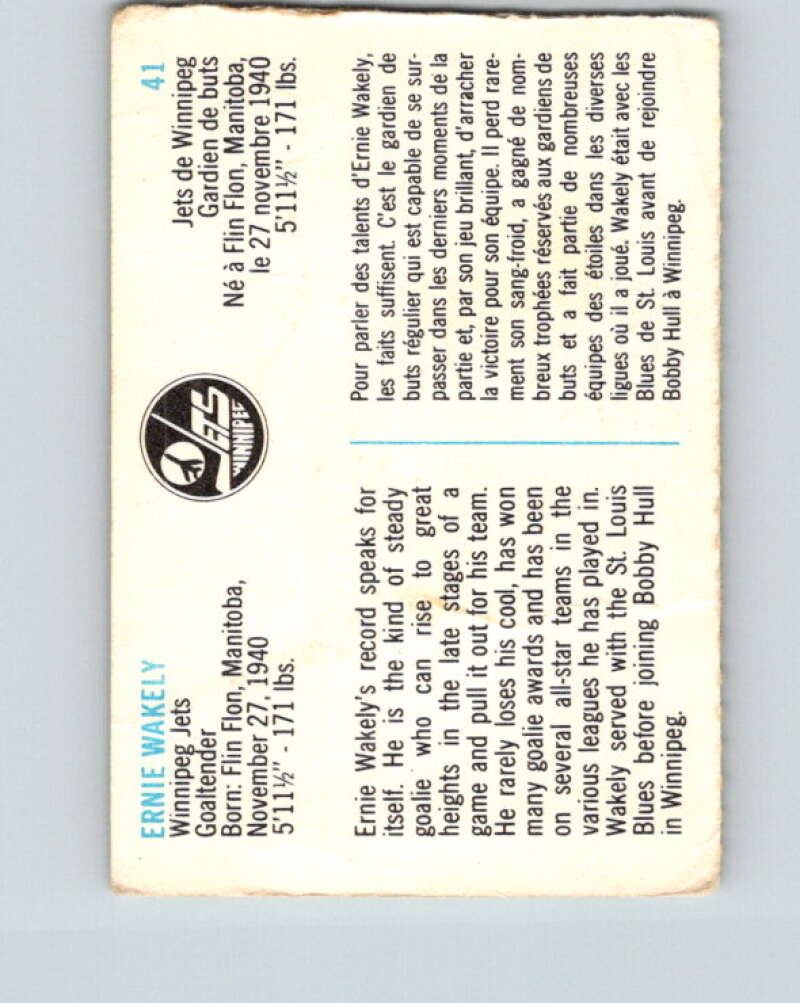 ERNIE WAKELY
Winnipeg Jets
Goaltender
Born: Flin Flon, Manitoba,
November 27, 1940
5'11½" - 171 lbs.
JETS
WINNIPEG
41
Jets de Winnipeg
Gardien de buts
Né à Flin Flon, Manitoba,
le 27 novembre 1940
5'11½" - 171 lbs.
Ernie Wakely's record speaks for
itself. He is the kind of steady
goalie who can rise to great
heights in the late stages of a
game and pull it out for his team.
He rarely loses his cool, has won
many goalie awards and has been
on several all-star teams in the
various leagues he has played in.
Wakely served with the St. Louis
Blues before joining Bobby Hull
in Winnipeg.
Pour parler des talents d'Ernie Wakely,
les faits suffisent. C'est le gardien de
buts régulier qui est capable de se sur-
passer dans les derniers moments de la
partie et, par son jeu brillant, d'arracher
la victoire pour son équipe. Il perd rare-
ment son sang-froid, a gagné de nom-
breux trophées réservés aux gardiens de
buts et a fait partie de nombreuses
équipes des étoiles dans les diverses
ligues où il a joué. Wakely était avec les
Blues de St. Louis avant de rejoindre
Bobby Hull à Winnipeg.